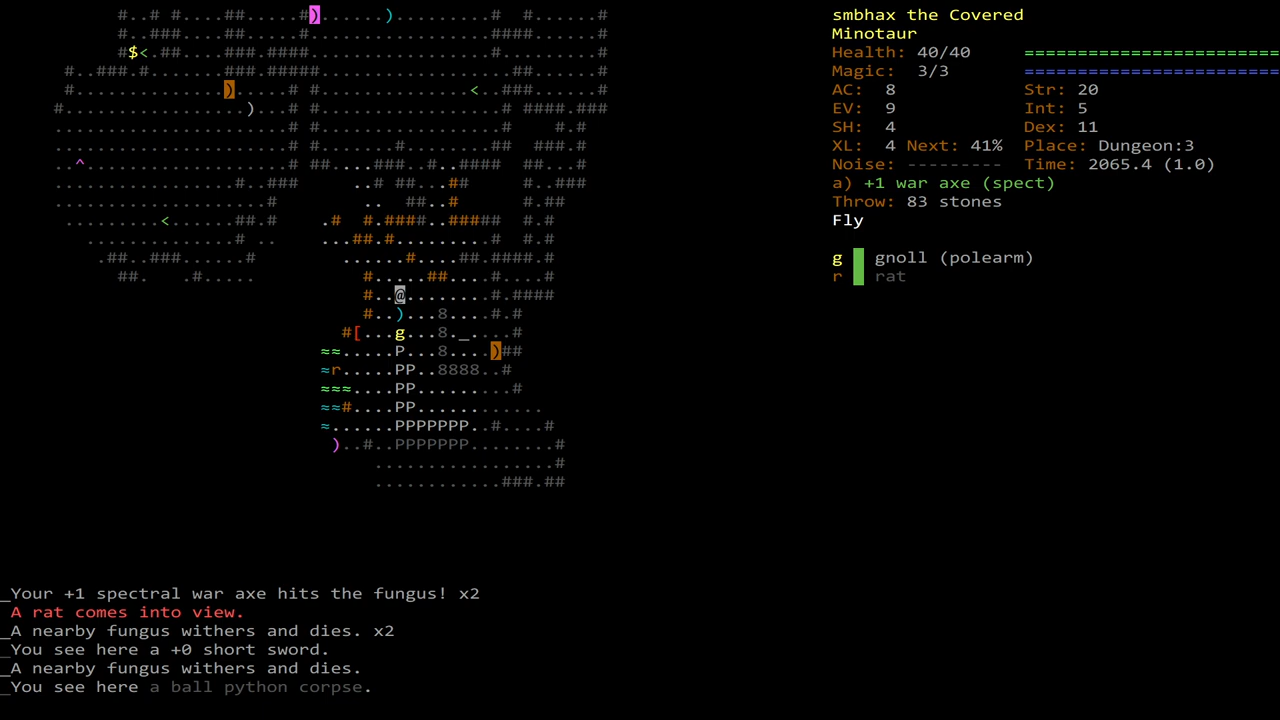 smbhax the Covered
Minotaur
Health: 40/40 ========================
Magic: 3/3 ========================
AC: 8 Str: 20
EV: 9 Int: 5
SH: 4 Dex: 11
XL: 4 Next: 41% Place: Dungeon:3
Noise: --------- Time: 2065.4 (1.0)
a) +1 war axe (spect)
Throw: 83 stones
Fly
g gnoll (polearm)
r rat
_Your +1 spectral war axe hits the fungus! x2
A rat comes into view.
_A nearby fungus withers and dies. x2
_You see here a +0 short sword.
_A nearby fungus withers and dies.
_You see here a ball python corpse.